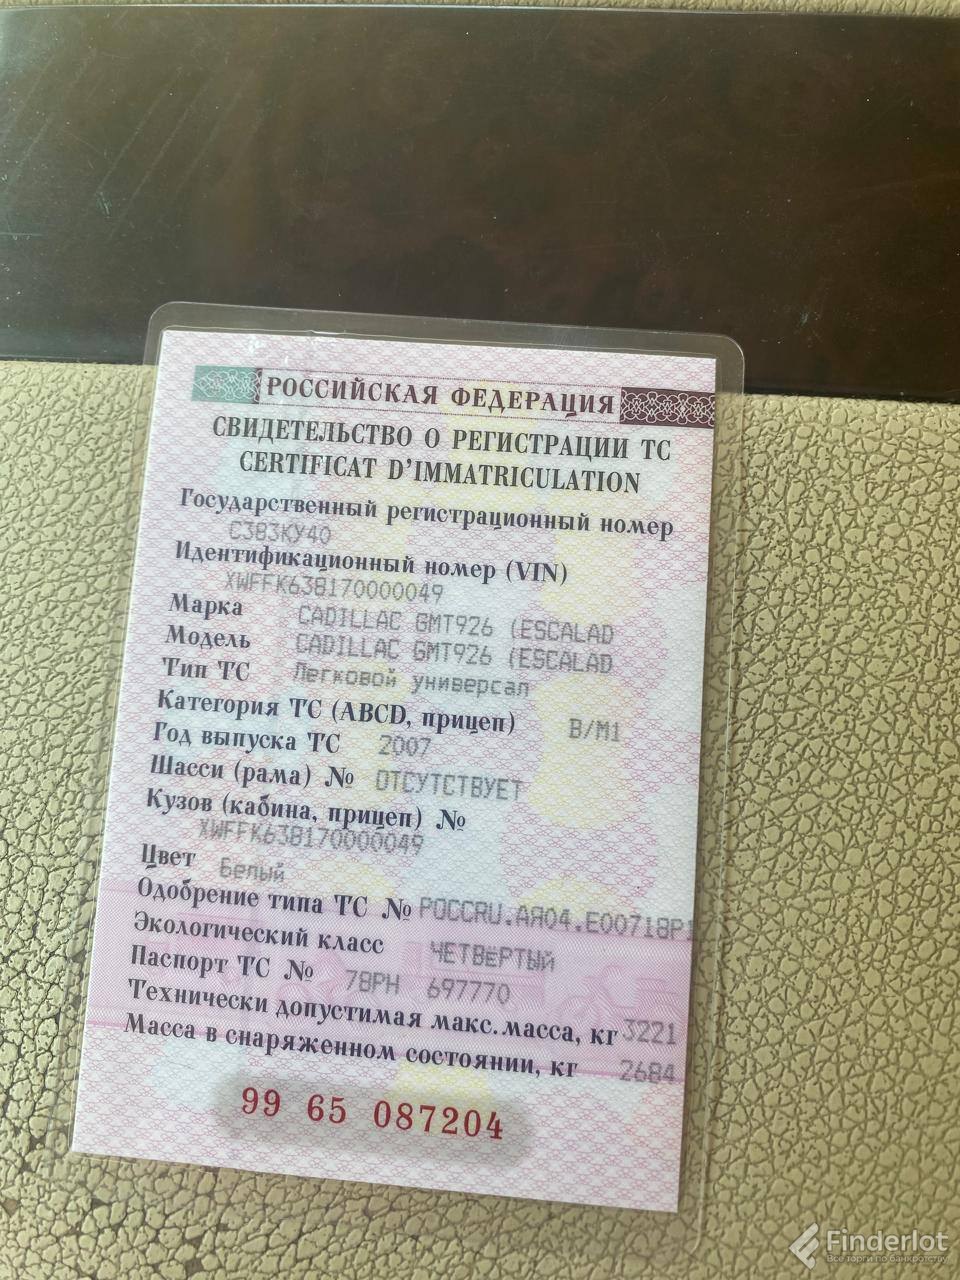 РОССИЙСКАЯ ФЕДЕРАЦИЯ
СВИДЕТЕЛЬСТВО О РЕГИСТРАЦИИ ТС
CERTIFICAT D'IMMATRICULATION
Государственный регистрационный номер
С383КУ40
Идентификационный номер (VIN)
XWFFK638170000049
Марка CADILLAC GMT926 (ESCALAD
Модель CADILLAC GMT926 (ESCALAD
Тип ТС Легковой универсал
Категория ТС (ABCD, прицеп) B/M1
Год выпуска ТС 2007
Шасси (рама) № ОТСУТСТВУЕТ
Кузов (кабина, прицеп) №
XWFFK638170000049
Цвет Белый
Одобрение типа ТС № РОССRU.АЯ04.Е00718Р1
Экологический класс ЧЕТВЁРТЫЙ
Паспорт ТС № 78РН 697770
Технически допустимая макс.масса, кг 3221
Масса в снаряженном состоянии, кг 2684
99 65 087204
Finderlot
Все торги по банкротству